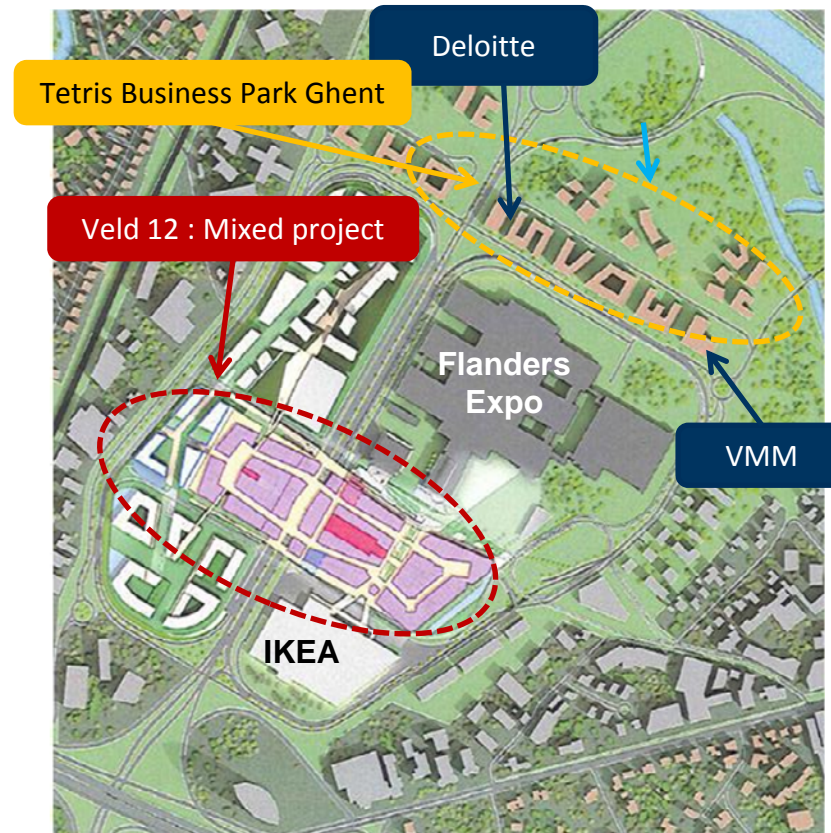 Deloitte
Tetris Business Park Ghent
Veld 12 : Mixed project
Flanders
Expo
VMM
IKEA